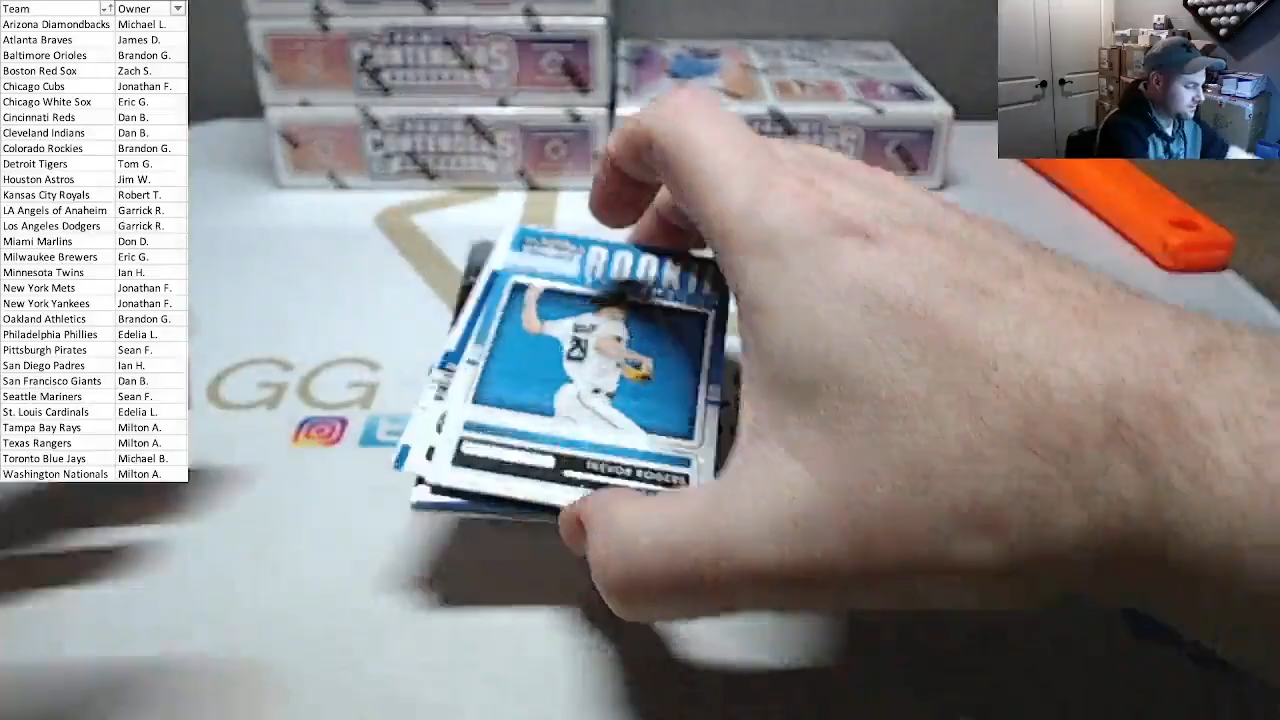 Team Owner
Arizona Diamondbacks Michael L.
Atlanta Braves James D.
Baltimore Orioles Brandon G.
Boston Red Sox Zach S.
Chicago Cubs Jonathan F.
Chicago White Sox Eric G.
Cincinnati Reds Dan B.
Cleveland Indians Dan B.
Colorado Rockies Brandon G.
Detroit Tigers Tom G.
Houston Astros Jim W.
Kansas City Royals Robert T.
LA Angels of Anaheim Garrick R.
Los Angeles Dodgers Garrick R.
Miami Marlins Don D.
Milwaukee Brewers Eric G.
Minnesota Twins Ian H.
New York Mets Jonathan F.
New York Yankees Jonathan F.
Oakland Athletics Brandon G.
Philadelphia Phillies Edelia L.
Pittsburgh Pirates Sean F.
San Diego Padres Ian H.
San Francisco Giants Dan B.
Seattle Mariners Sean F.
St. Louis Cardinals Edelia L.
Tampa Bay Rays Milton A.
Texas Rangers Milton A.
Toronto Blue Jays Michael B.
Washington Nationals Milton A.
CONTENDERS
CONTENDERS
ROOKI
TREVOR ROGERS
GG